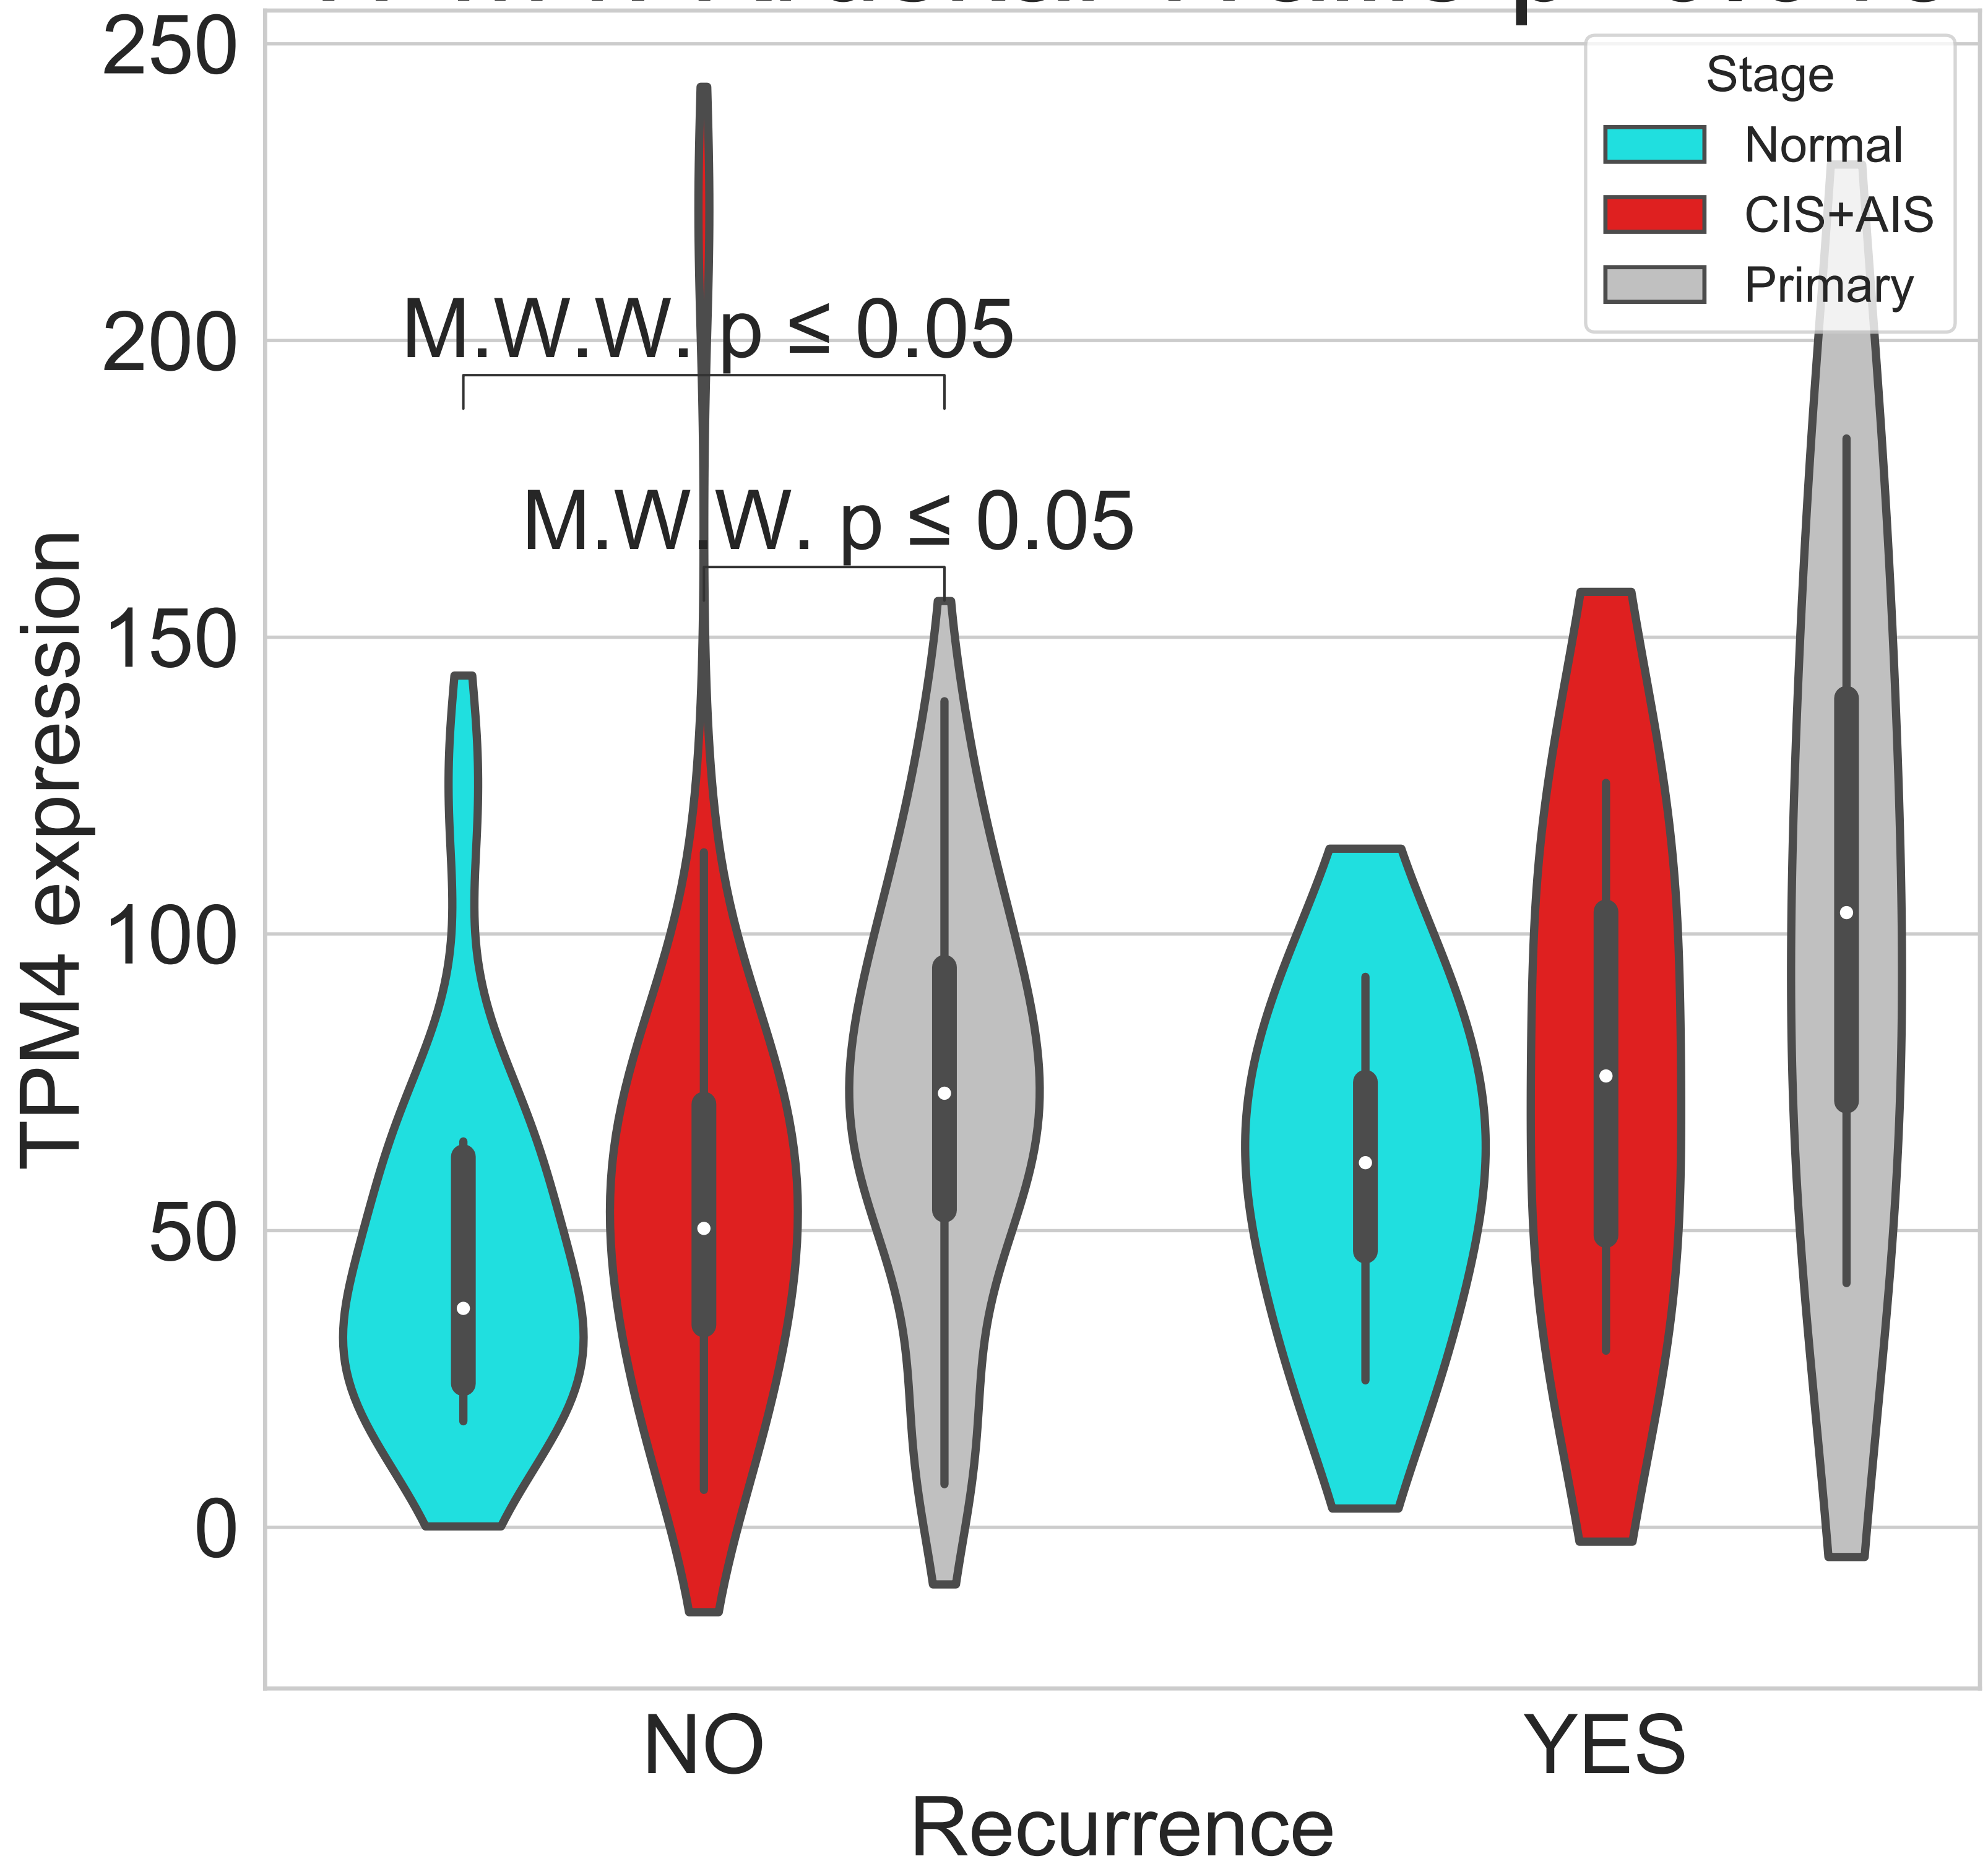 250
200
150
100
50
0
TPM4 expression
Stage
Normal
CIS+AIS
Primary
M.W.W. p ≤ 0.05
M.W.W. p ≤ 0.05
NO
YES
Recurrence